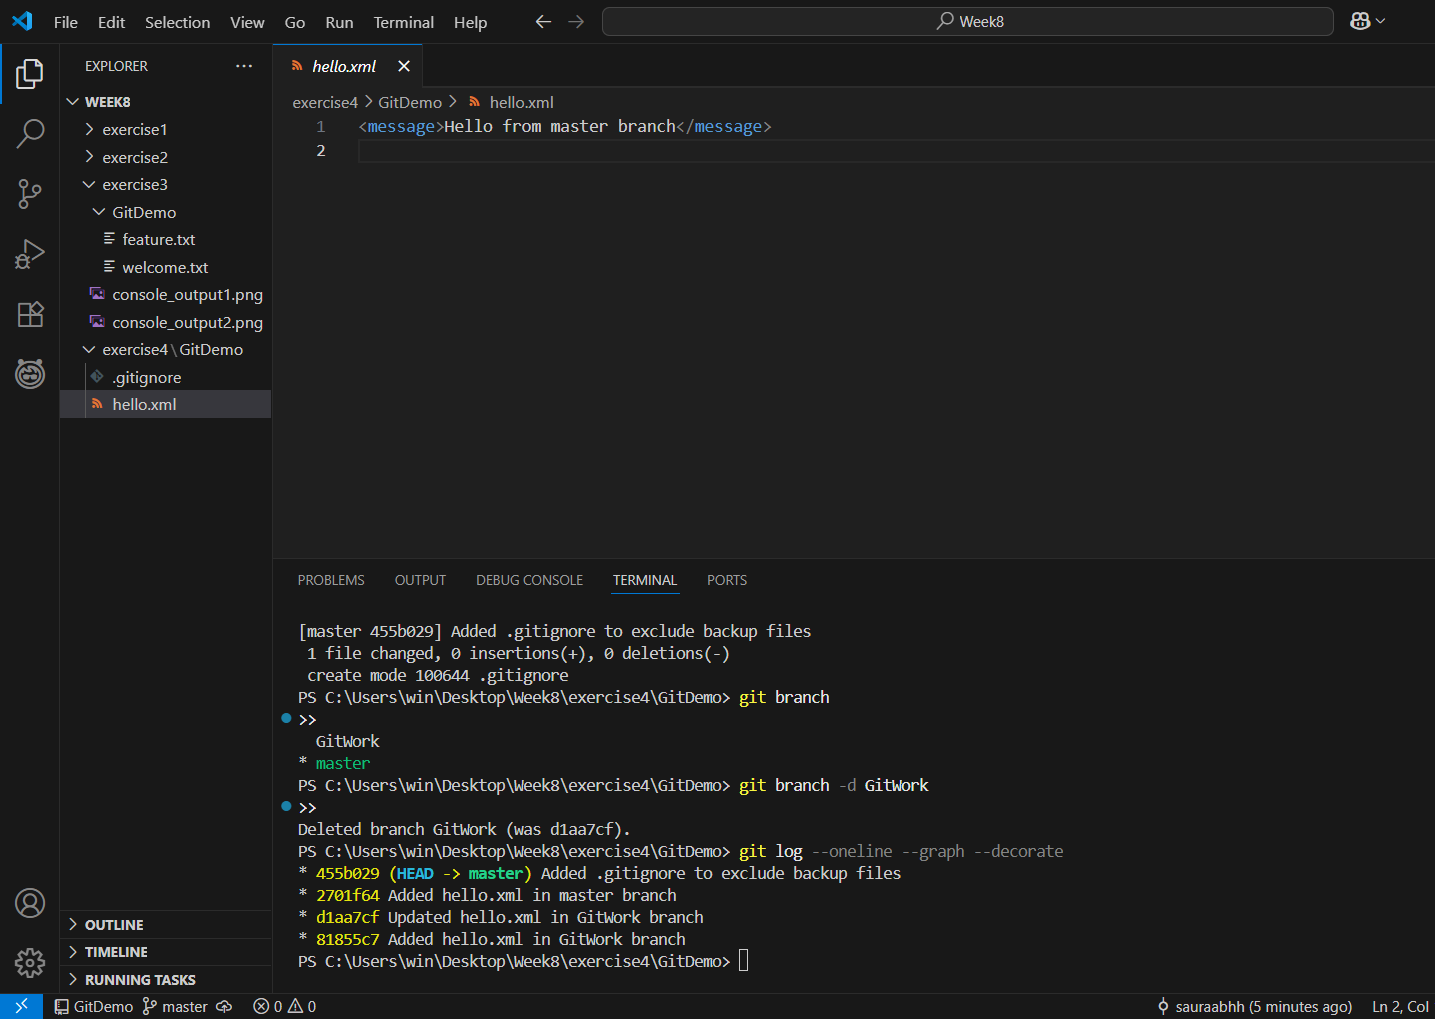 File Edit Selection View Go Run Terminal Help Week8
EXPLORER
WEEK8
exercise1
exercise2
exercise3
GitDemo
feature.txt
welcome.txt
console_output1.png
console_output2.png
exercise4\GitDemo
.gitignore
hello.xml
OUTLINE
TIMELINE
RUNNING TASKS
hello.xml
exercise4 > GitDemo > hello.xml
1 <message>Hello from master branch</message>
2
PROBLEMS OUTPUT DEBUG CONSOLE TERMINAL PORTS
[master 455b029] Added .gitignore to exclude backup files
1 file changed, 0 insertions(+), 0 deletions(-)
create mode 100644 .gitignore
PS C:\Users\win\Desktop\Week8\exercise4\GitDemo> git branch
>>
GitWork
* master
PS C:\Users\win\Desktop\Week8\exercise4\GitDemo> git branch -d GitWork
>>
Deleted branch GitWork (was d1aa7cf).
PS C:\Users\win\Desktop\Week8\exercise4\GitDemo> git log --oneline --graph --decorate
* 455b029 (HEAD -> master) Added .gitignore to exclude backup files
* 2701f64 Added hello.xml in master branch
* d1aa7cf Updated hello.xml in GitWork branch
* 81855c7 Added hello.xml in GitWork branch
PS C:\Users\win\Desktop\Week8\exercise4\GitDemo>
GitDemo master 0 0 sauraabhh (5 minutes ago) Ln 2, Col